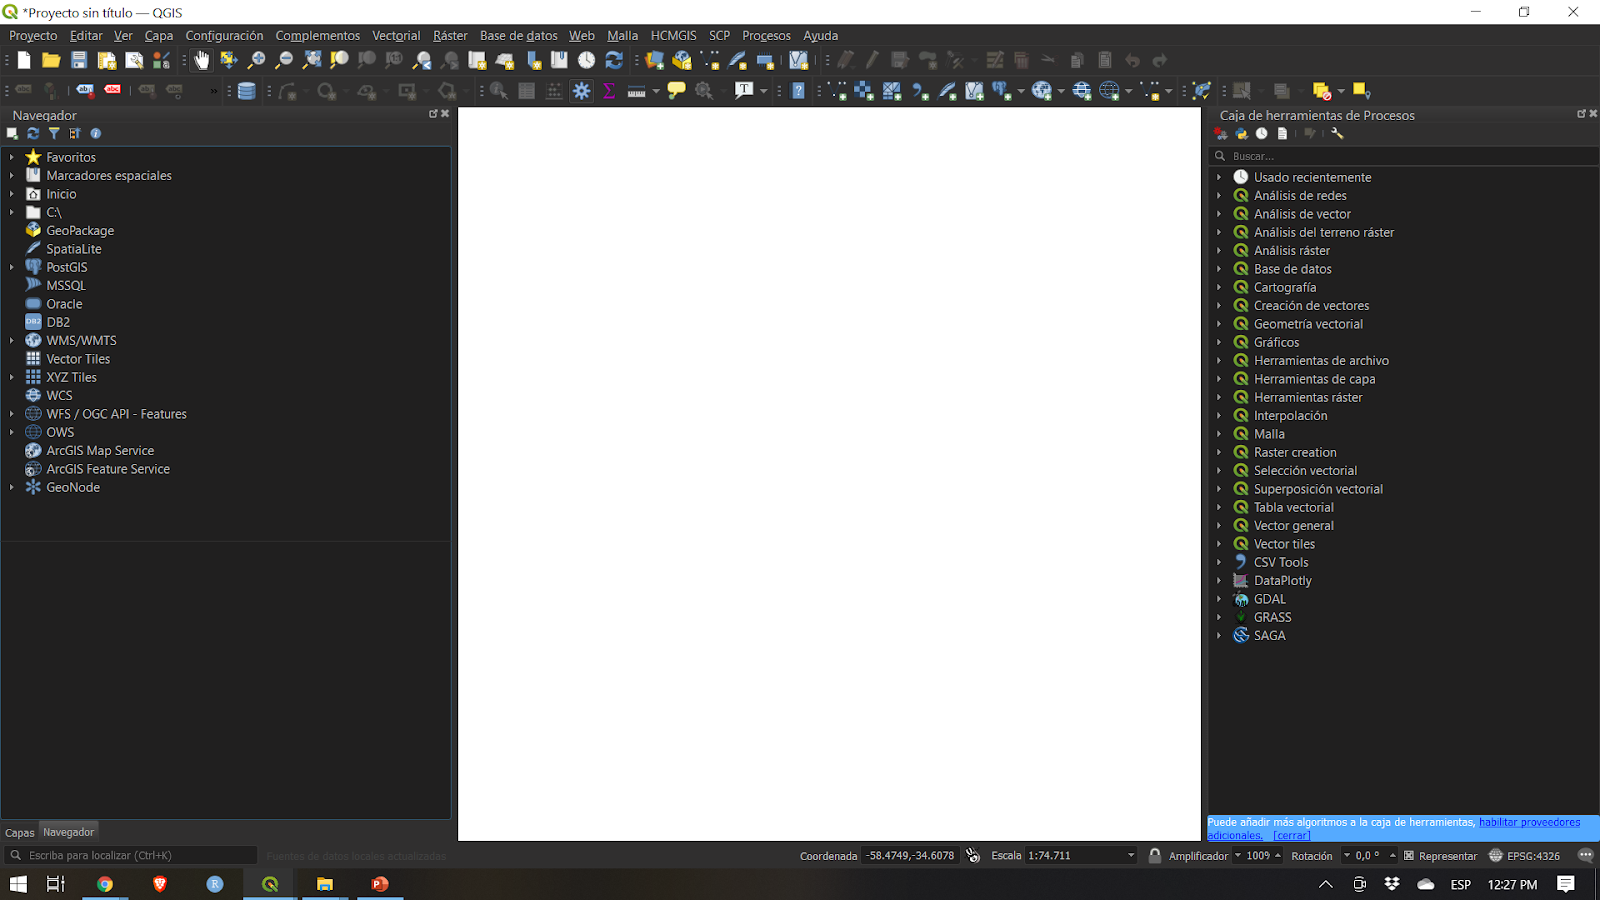 *Proyecto sin título — QGIS
Proyecto Editar Ver Capa Configuración Complementos Vectorial Ráster Base de datos Web Malla HCMGIS SCP Procesos Ayuda
Navegador
Favoritos
Marcadores espaciales
Inicio
C:\
GeoPackage
SpatiaLite
PostGIS
MSSQL
Oracle
DB2
WMS/WMTS
Vector Tiles
XYZ Tiles
WCS
WFS / OGC API - Features
OWS
ArcGIS Map Service
ArcGIS Feature Service
GeoNode
Capas Navegador
Caja de herramientas de Procesos
Buscar...
Usado recientemente
Análisis de redes
Análisis de vector
Análisis del terreno ráster
Análisis ráster
Base de datos
Cartografía
Creación de vectores
Geometría vectorial
Gráficos
Herramientas de archivo
Herramientas de capa
Herramientas ráster
Interpolación
Malla
Raster creation
Selección vectorial
Superposición vectorial
Tabla vectorial
Vector general
Vector tiles
CSV Tools
DataPlotly
GDAL
GRASS
SAGA
Puede añadir más algoritmos a la caja de herramientas, habilitar proveedores
adicionales. [cerrar]
Escriba para localizar (Ctrl+K) Fuentes de datos locales actualizadas Coordenada -58.4749,-34.6078 Escala 1:74.711 Amplificador 100% Rotación 0,0 ° Representar EPSG:4326
ESP 12:27 PM